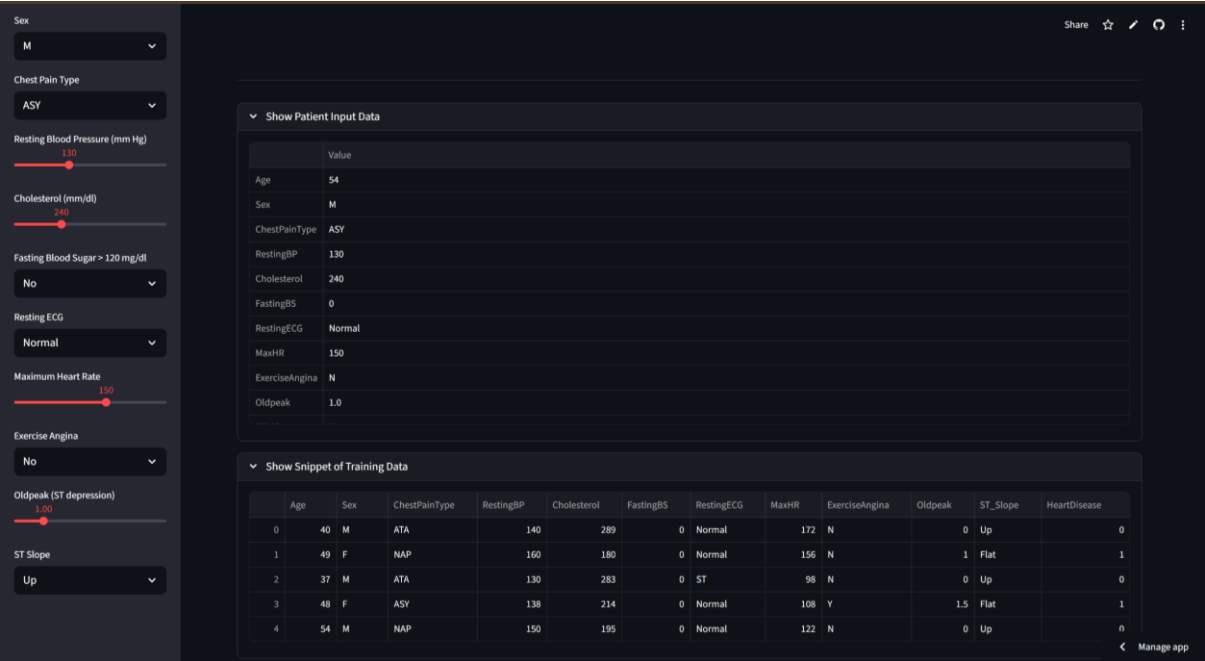 Sex
M
Chest Pain Type
ASY
Resting Blood Pressure (mm Hg)
130
Cholesterol (mm/dl)
240
Fasting Blood Sugar > 120 mg/dl
No
Resting ECG
Normal
Maximum Heart Rate
150
Exercise Angina
No
Oldpeak (ST depression)
1.00
ST Slope
Up
Share
Show Patient Input Data
Value
Age 54
Sex M
ChestPainType ASY
RestingBP 130
Cholesterol 240
FastingBS 0
RestingECG Normal
MaxHR 150
ExerciseAngina N
Oldpeak 1.0
Show Snippet of Training Data
Age Sex ChestPainType RestingBP Cholesterol FastingBS RestingECG MaxHR ExerciseAngina Oldpeak ST_Slope HeartDisease
0 40 M ATA 140 289 0 Normal 172 N 0 Up 0
1 49 F NAP 160 180 0 Normal 156 N 1 Flat 1
2 37 M ATA 130 283 0 ST 98 N 0 Up 0
3 48 F ASY 138 214 0 Normal 108 Y 1.5 Flat 1
4 54 M NAP 150 195 0 Normal 122 N 0 Up 0
Manage app